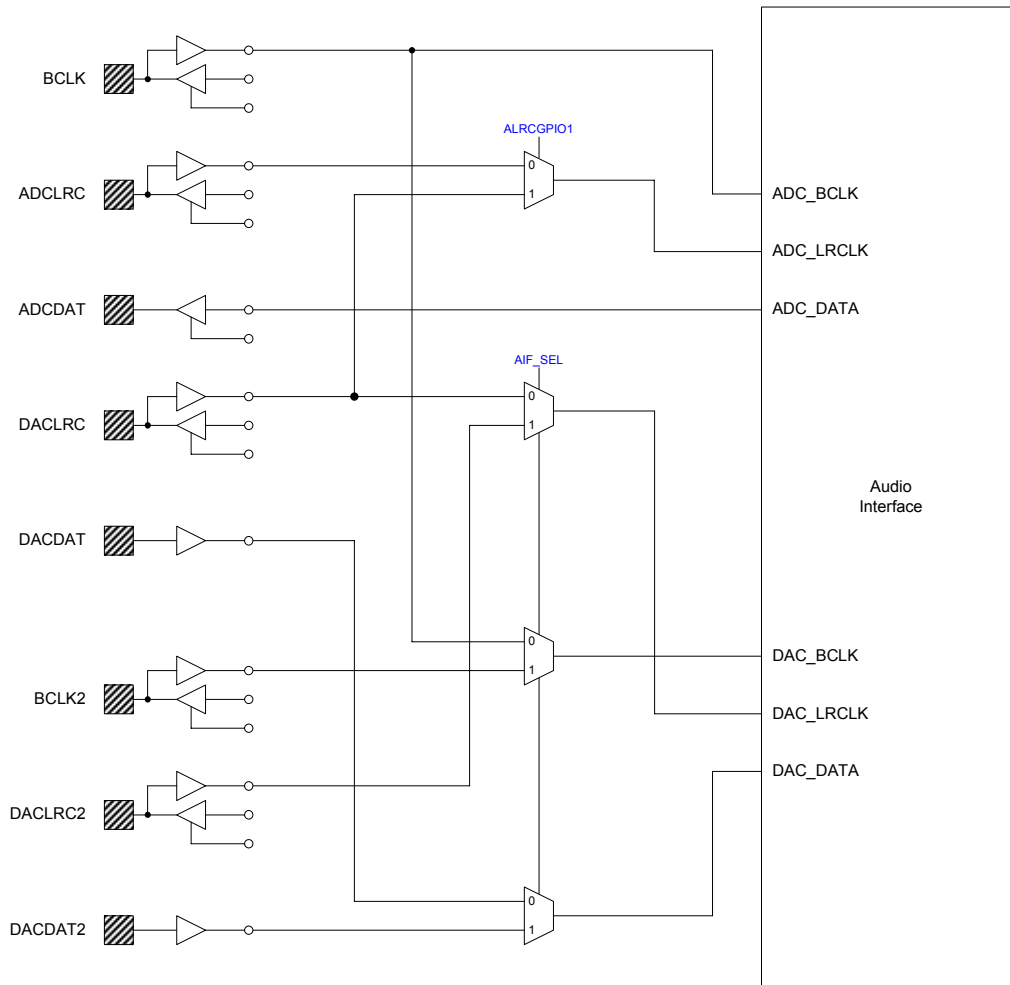 BCLK
ALRCGPIO1
0
ADCLRC
1
ADC_BCLK
ADC_LRCLK
ADCDAT
ADC_DATA
AIF_SEL
0
DACLRC
1
Audio
Interface
DACDAT
0
DAC_BCLK
1
BCLK2
DAC_LRCLK
DAC_DATA
DACLRC2
0
DACDAT2
1